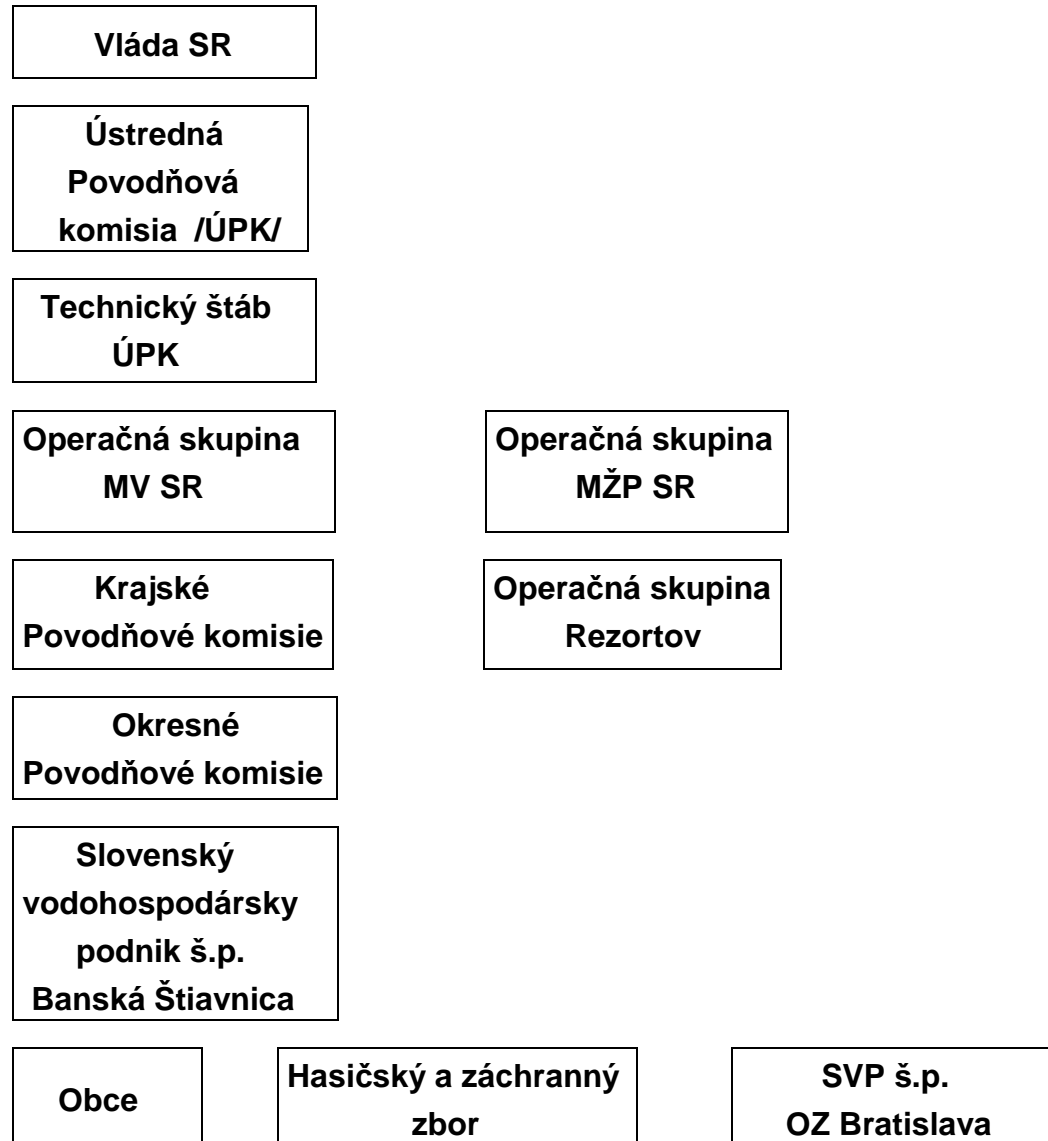 Vláda SR
Ústredná
Povodňová
komisia /ÚPK/
Technický štáb
ÚPK
Operačná skupina
MV SR
Operačná skupina
MŽP SR
Krajské
Povodňové komisie
Operačná skupina
Rezortov
Okresné
Povodňové komisie
Slovenský
vodohospodársky
podnik š.p.
Banská Štiavnica
Obce
Hasičský a záchranný
zbor
SVP š.p.
OZ Bratislava